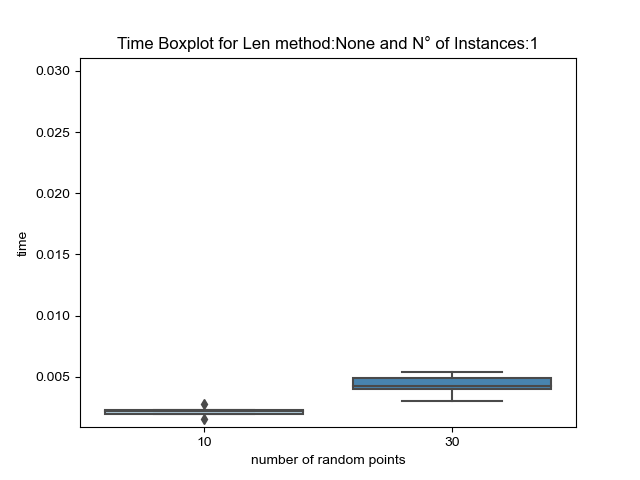 Time Boxplot for Len method:None and N° of Instances:1
0.030
0.025
0.020
0.015
0.010
0.005
time
10
30
number of random points